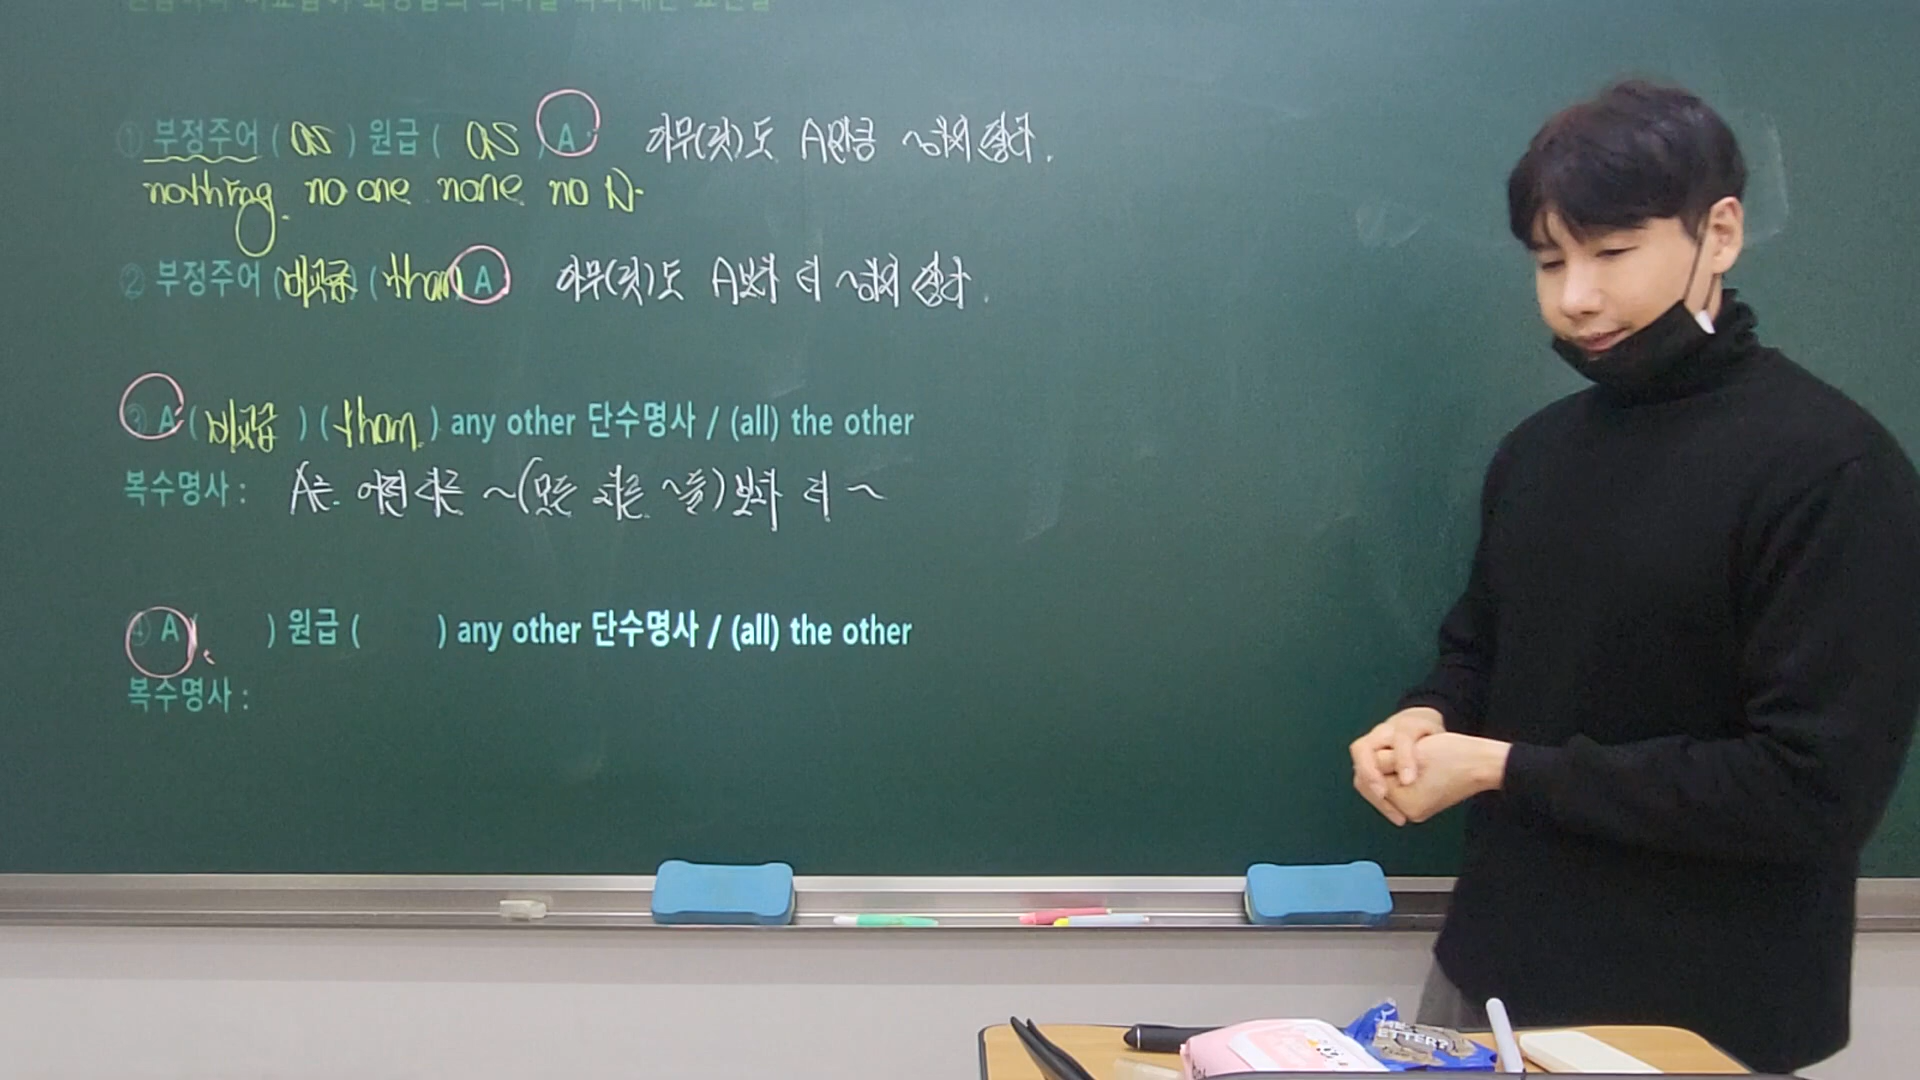 ① 부정주어 ( as ) 원급 ( as ) A 아무(것)도 A만큼 ~하지 않다.
nothing. no one none no N.
② 부정주어 (비교급) (than) A 아무(것)도 A보다 더 ~하지 않다.
③ A ( 비교급 ) ( than ) any other 단수명사 / (all) the other
복수명사 : A는 어떤 다른 ~(모든 다른 ~들) 보다 더 ~
④ A ( ) 원급 ( ) any other 단수명사 / (all) the other
복수명사 :